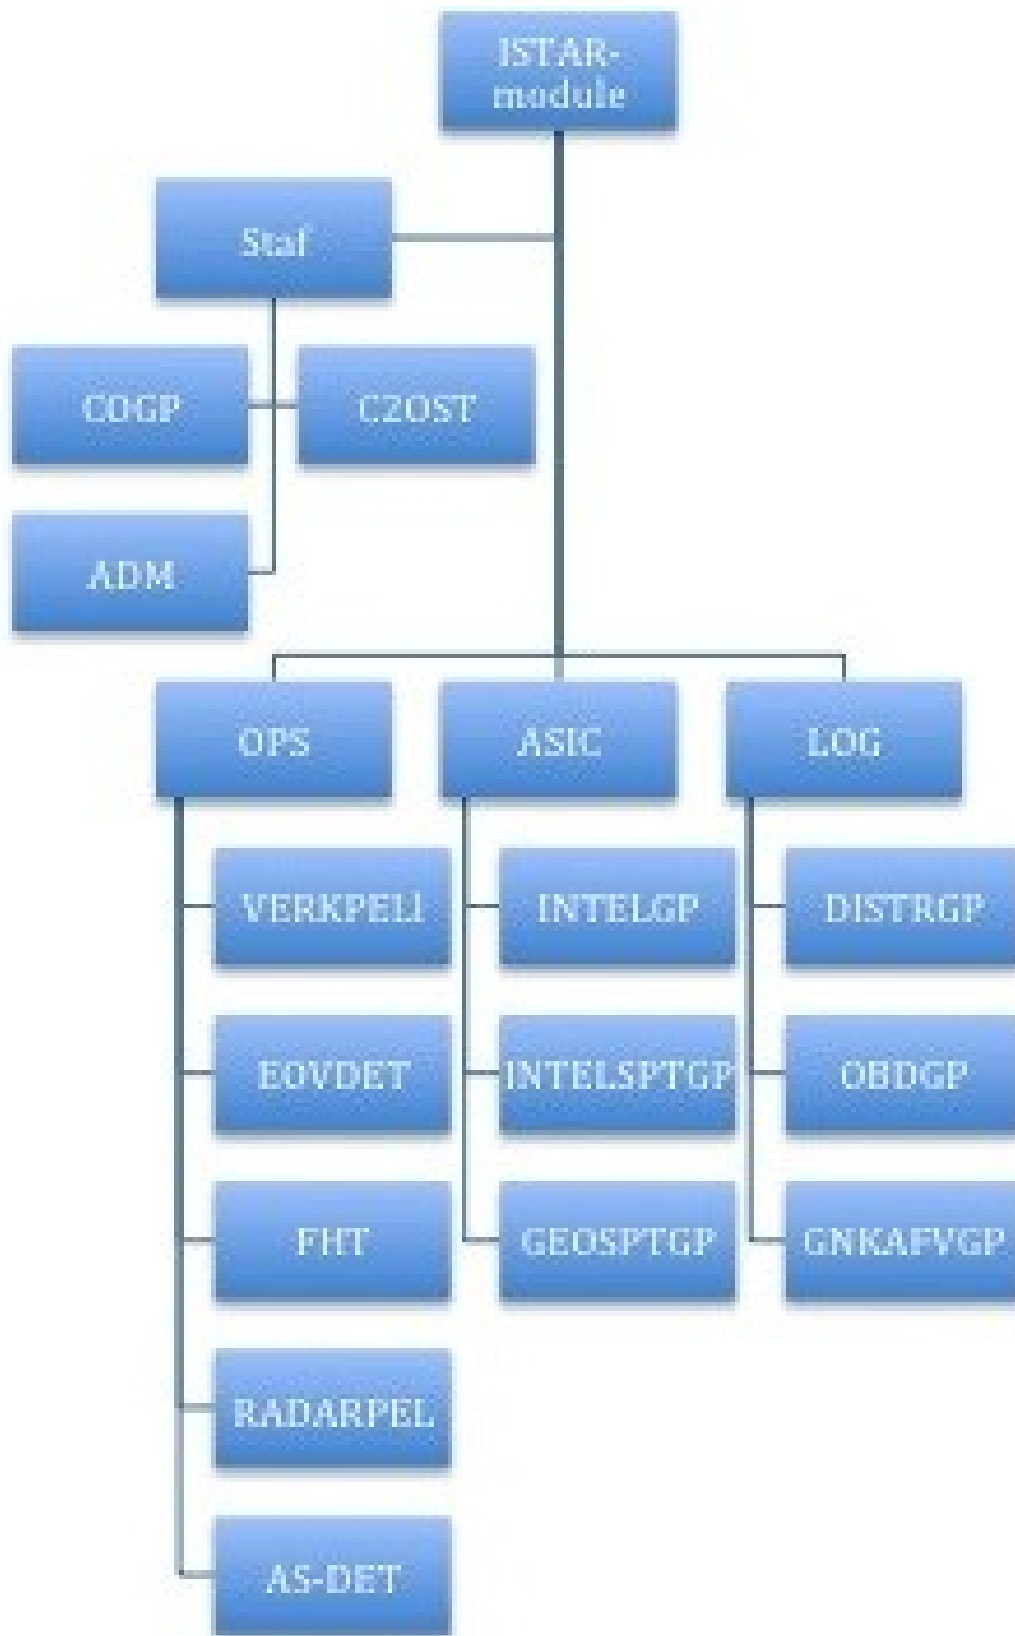 ISTAR-
module
Staf
COGP
C2OST
ADM
OPS
ASIC
LOG
VERKPELl
INTELGP
DISTRGP
EOVDET
INTELSPTGP
OBDGP
FHT
GEOSPTGP
GNKAFVGP
RADARPEL
AS-DET